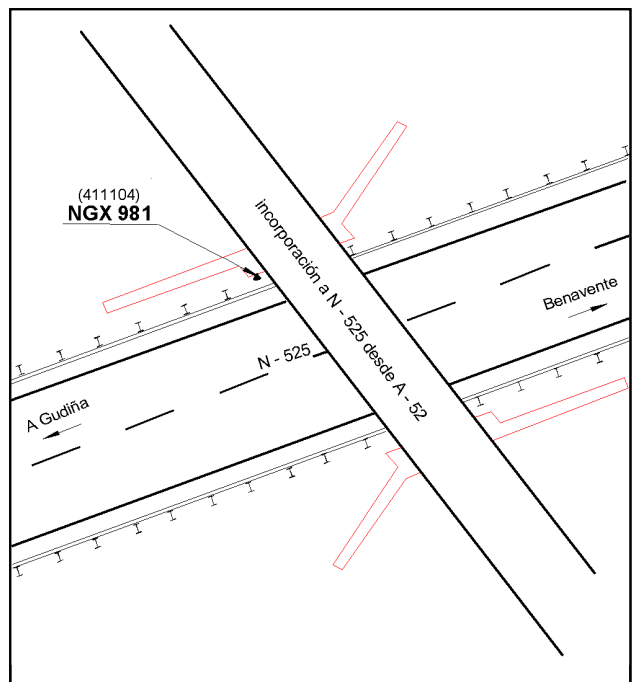 (411104)
NGX 981
incorporación a N - 525 desde A - 52
Benavente
N - 525
A Gudiña